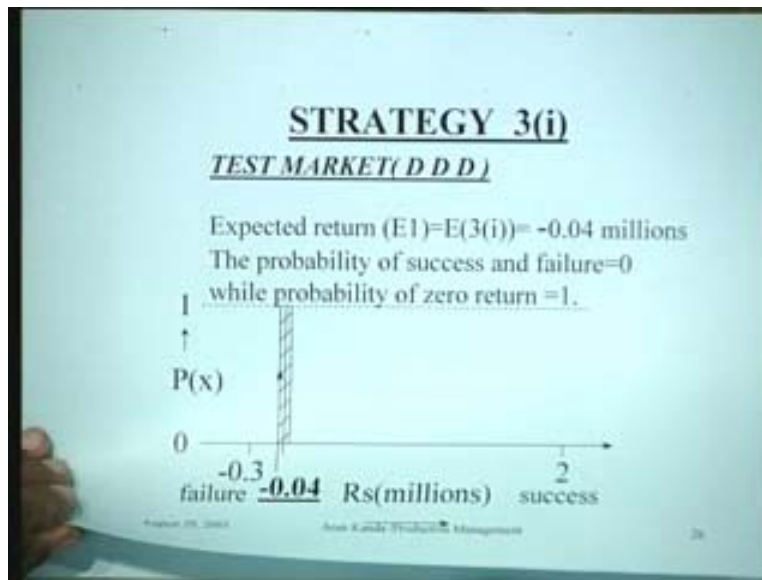 STRATEGY 3(i)
TEST MARKET( D D D )
Expected return (E1)=E(3(i))= -0.04 millions
The probability of success and failure=0
while probability of zero return =1.
1
↑
P(x)
0
-0.3
2
failure -0.04 Rs(millions) success
Management